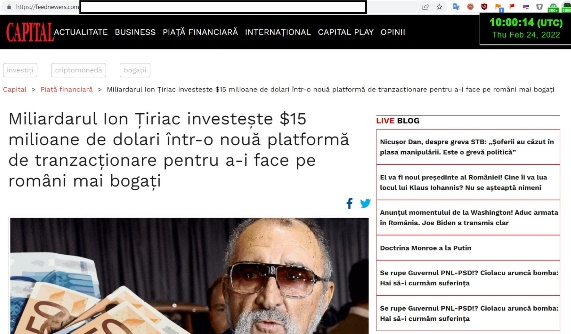 https://feednewers.com
10:00:14 (UTC)
Thu Feb 24, 2022
CAPITAL ACTUALITATE BUSINESS PIAȚĂ FINANCIARĂ INTERNAȚIONAL CAPITAL PLAY OPINII
investiți criptomonedă bogații
Capital > Piață financiară > Miliardarul Ion Țiriac investeste $15 milioane de dolari într-o nouă platformă de tranzacționare pentru a-i face pe români mai bogați
Miliardarul Ion Țiriac investește $15
milioane de dolari într-o nouă platformă
de tranzacționare pentru a-i face pe
români mai bogați
LIVE BLOG
Nicușor Dan, despre greva STB: „Șoferii au căzut în
plasa manipulării. Este o grevă politică”
El va fi noul președinte al României! Cine îi va lua
locul lui Klaus Iohannis? Nu se așteaptă nimeni
Anunțul momentului de la Washington! Aduc armata
în România. Joe Biden a transmis clar
Doctrina Monroe a la Putin
Se rupe Guvernul PNL-PSD!? Ciolacu aruncă bomba:
Hai să-i curmăm suferința
Se rupe Guvernul PNL-PSD!? Ciolacu aruncă bomba:
Hai să-i curmăm suferința
50